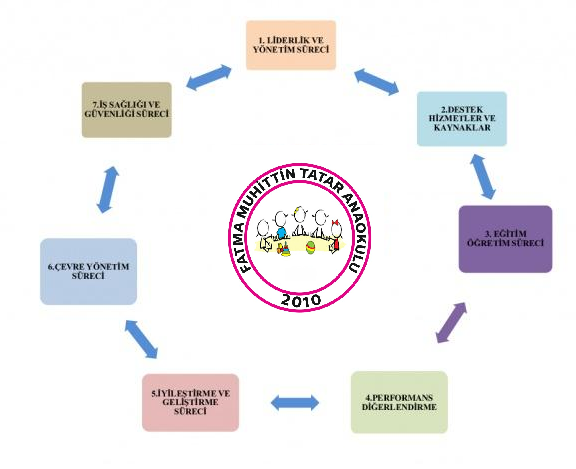 1. LİDERLİK VE
YÖNETİM SÜRECİ
2.DESTEK
HİZMETLER VE
KAYNAKLAR
3. EĞİTİM
ÖĞRETİM SÜRECİ
4.PERFORMANS
DİĞERLENDİRME
5.İYİLEŞTİRME VE
GELİŞTİRME
SÜRECİ
6.ÇEVRE YÖNETİM
SÜRECİ
7.İŞ SAĞLIĞI VE
GÜVENLİĞİ SÜRECİ
FATMA MUHİTTİN TATAR ANAOKULU
2010